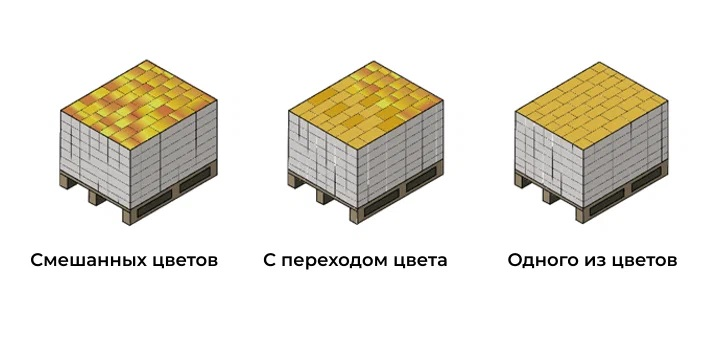 Смешанных цветов
С переходом цвета
Одного из цветов